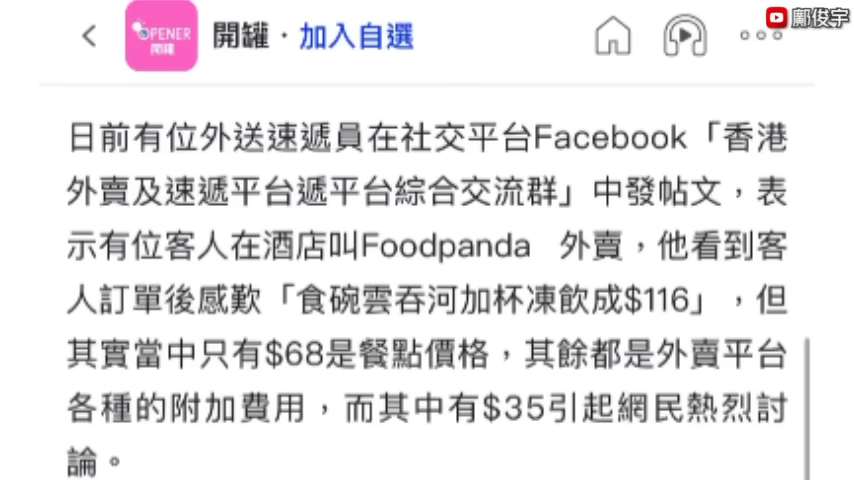 鄺俊宇
OPENER
開罐
開罐・加入自選
日前有位外送速遞員在社交平台Facebook「香港
外賣及速遞平台遞平台綜合交流群」中發帖文，表
示有位客人在酒店叫Foodpanda 外賣，他看到客
人訂單後感歎「食碗雲吞河加杯凍飲成$116」，但
其實當中只有$68是餐點價格，其餘都是外賣平台
各種的附加費用，而其中有$35引起網民熱烈討
論。